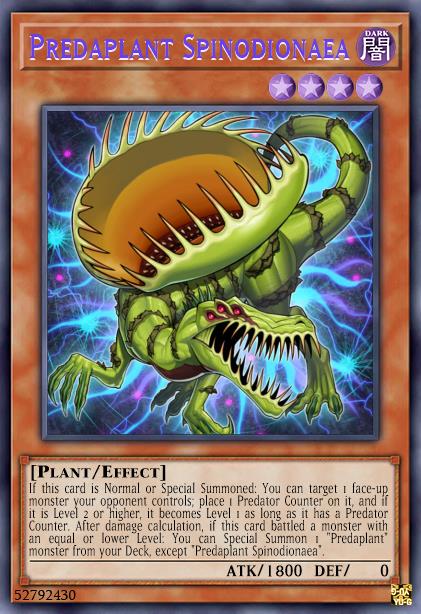 Predaplant Spinodionaea
DARK
闇
[Plant/Effect]
If this card is Normal or Special Summoned: You can target 1 face-up
monster your opponent controls; place 1 Predator Counter on it, and if
it is Level 2 or higher, it becomes Level 1 as long as it has a Predator
Counter. After damage calculation, if this card battled a monster with
an equal or lower Level: You can Special Summon 1 "Predaplant"
monster from your Deck, except "Predaplant Spinodionaea".
ATK/1800 DEF/ 0
52792430